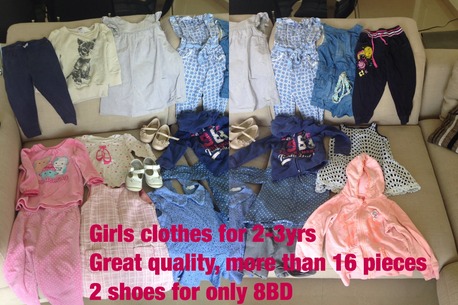 Girls clothes for 2-3yrs
Great quality, more than 16 pieces
2 shoes for only 8BD